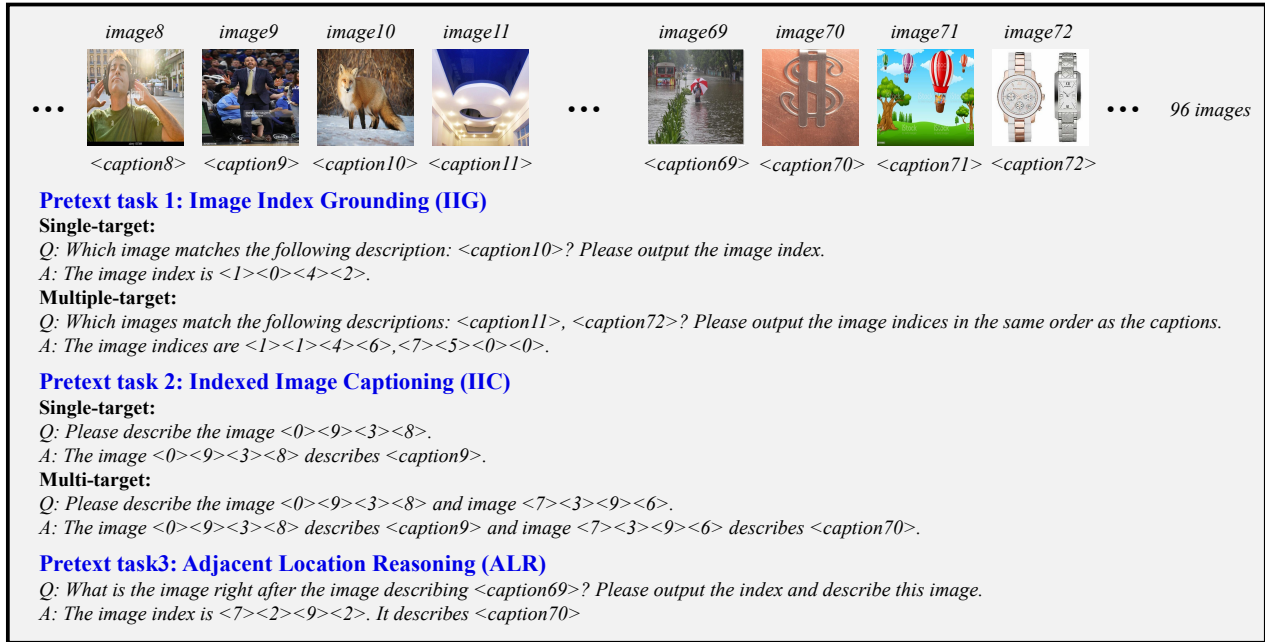 image8 image9 image10 image11 image69 image70 image71 image72
... ... ... 96 images
<caption8> <caption9> <caption10> <caption11> <caption69> <caption70> <caption71> <caption72>
Pretext task 1: Image Index Grounding (IIG)
Single-target:
Q: Which image matches the following description: <caption10>? Please output the image index.
A: The image index is <1><0><4><2>.
Multiple-target:
Q: Which images match the following descriptions: <caption11>, <caption72>? Please output the image indices in the same order as the captions.
A: The image indices are <1><1><4><6>,<7><5><0><0>.
Pretext task 2: Indexed Image Captioning (IIC)
Single-target:
Q: Please describe the image <0><9><3><8>.
A: The image <0><9><3><8> describes <caption9>.
Multi-target:
Q: Please describe the image <0><9><3><8> and image <7><3><9><6>.
A: The image <0><9><3><8> describes <caption9> and image <7><3><9><6> describes <caption70>.
Pretext task3: Adjacent Location Reasoning (ALR)
Q: What is the image right after the image describing <caption69>? Please output the index and describe this image.
A: The image index is <7><2><9><2>. It describes <caption70>